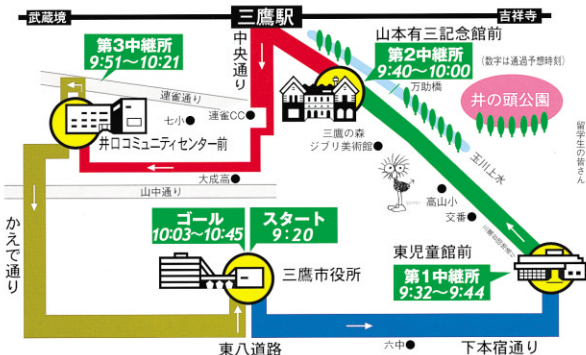 武蔵境
三鷹駅
吉祥寺
中央通り
山本有三記念館前
第3中継所
9:51～10:21
第2中継所
9:40～10:00
(数字は通過予想時刻)
万助橋
井の頭公園
留学生の皆さん
連雀通り
連雀CC●
七小●
井口コミュニティセンター前
三鷹の森
ジブリ美術館●
玉川上水
大成高●
山中通り
高山小
交番●
かえで通り
ゴール
10:03～10:45
スタート
9:20
三鷹市役所
東児童館前
第1中継所
9:32～9:44
東八道路
六中●
下本宿通り